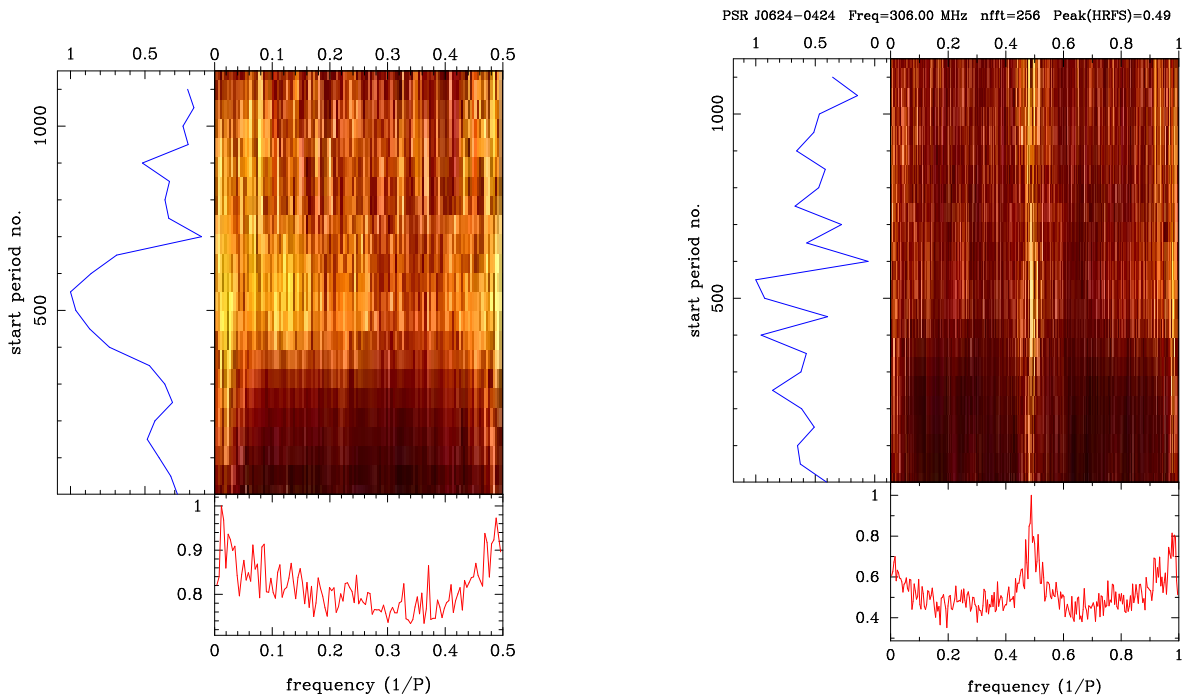 PSR J0624-0424 Freq=306.00 MHz nfft=256 Peak(HRFS)=0.49
1 0.5 0 0.1 0.2 0.3 0.4 0.5
1 0.5 0 0 0.2 0.4 0.6 0.8 1
start period no.
500 1000
start period no.
500 1000
1
0.9
0.8
0 0.1 0.2 0.3 0.4 0.5
frequency (1/P)
1
0.8
0.6
0.4
0 0.2 0.4 0.6 0.8 1
frequency (1/P)